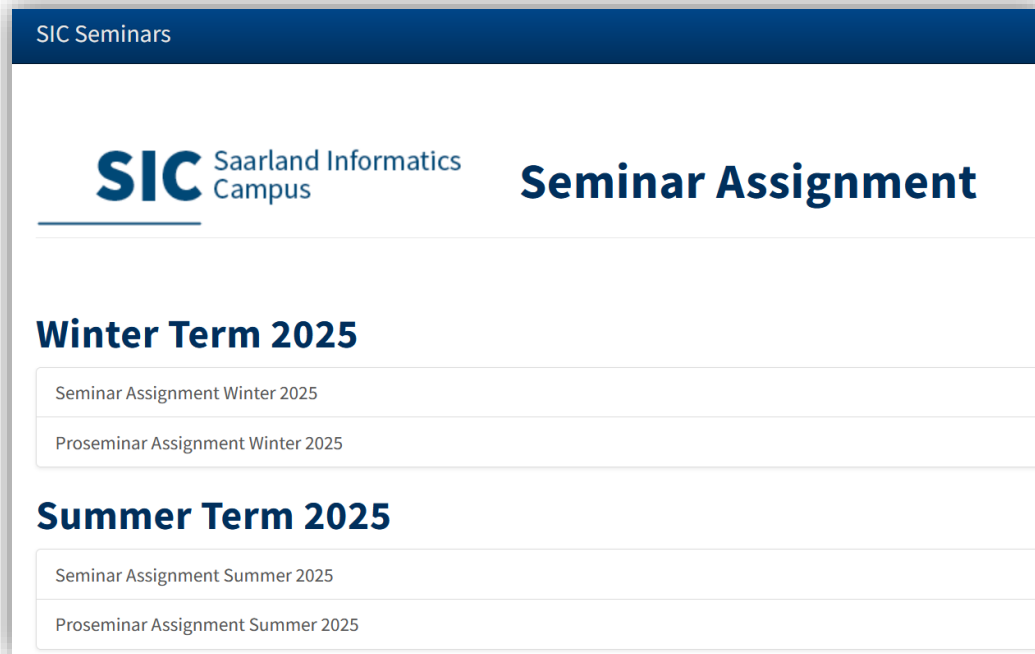 SIC Seminars
SIC Saarland Informatics
Campus
Seminar Assignment
Winter Term 2025
Seminar Assignment Winter 2025
Proseminar Assignment Winter 2025
Summer Term 2025
Seminar Assignment Summer 2025
Proseminar Assignment Summer 2025